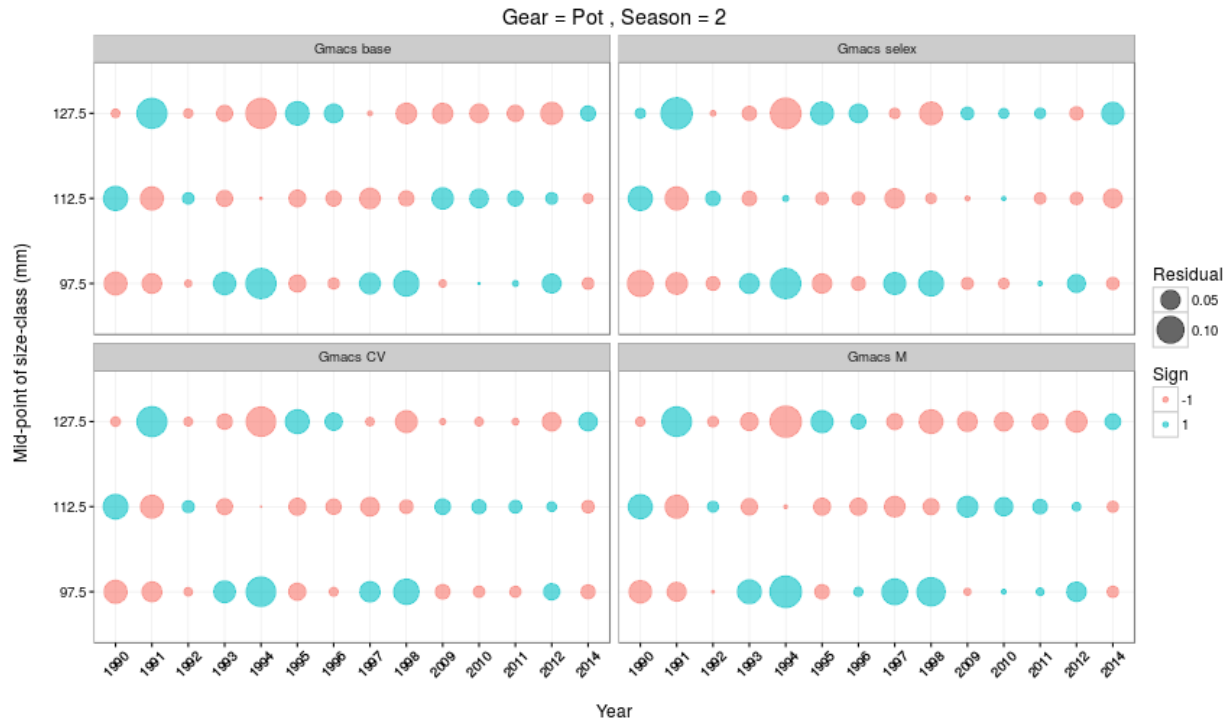 Gear = Pot , Season = 2
Gmacs base
Gmacs selex
127.5
112.5
97.5
Gmacs CV
Gmacs M
127.5
112.5
97.5
1990 1991 1992 1993 1994 1995 1996 1997 1998 2009 2010 2011 2012 2014
1990 1991 1992 1993 1994 1995 1996 1997 1998 2009 2010 2011 2012 2014
Year
Mid-point of size-class (mm)
Residual
0.05
0.10
Sign
-1
1